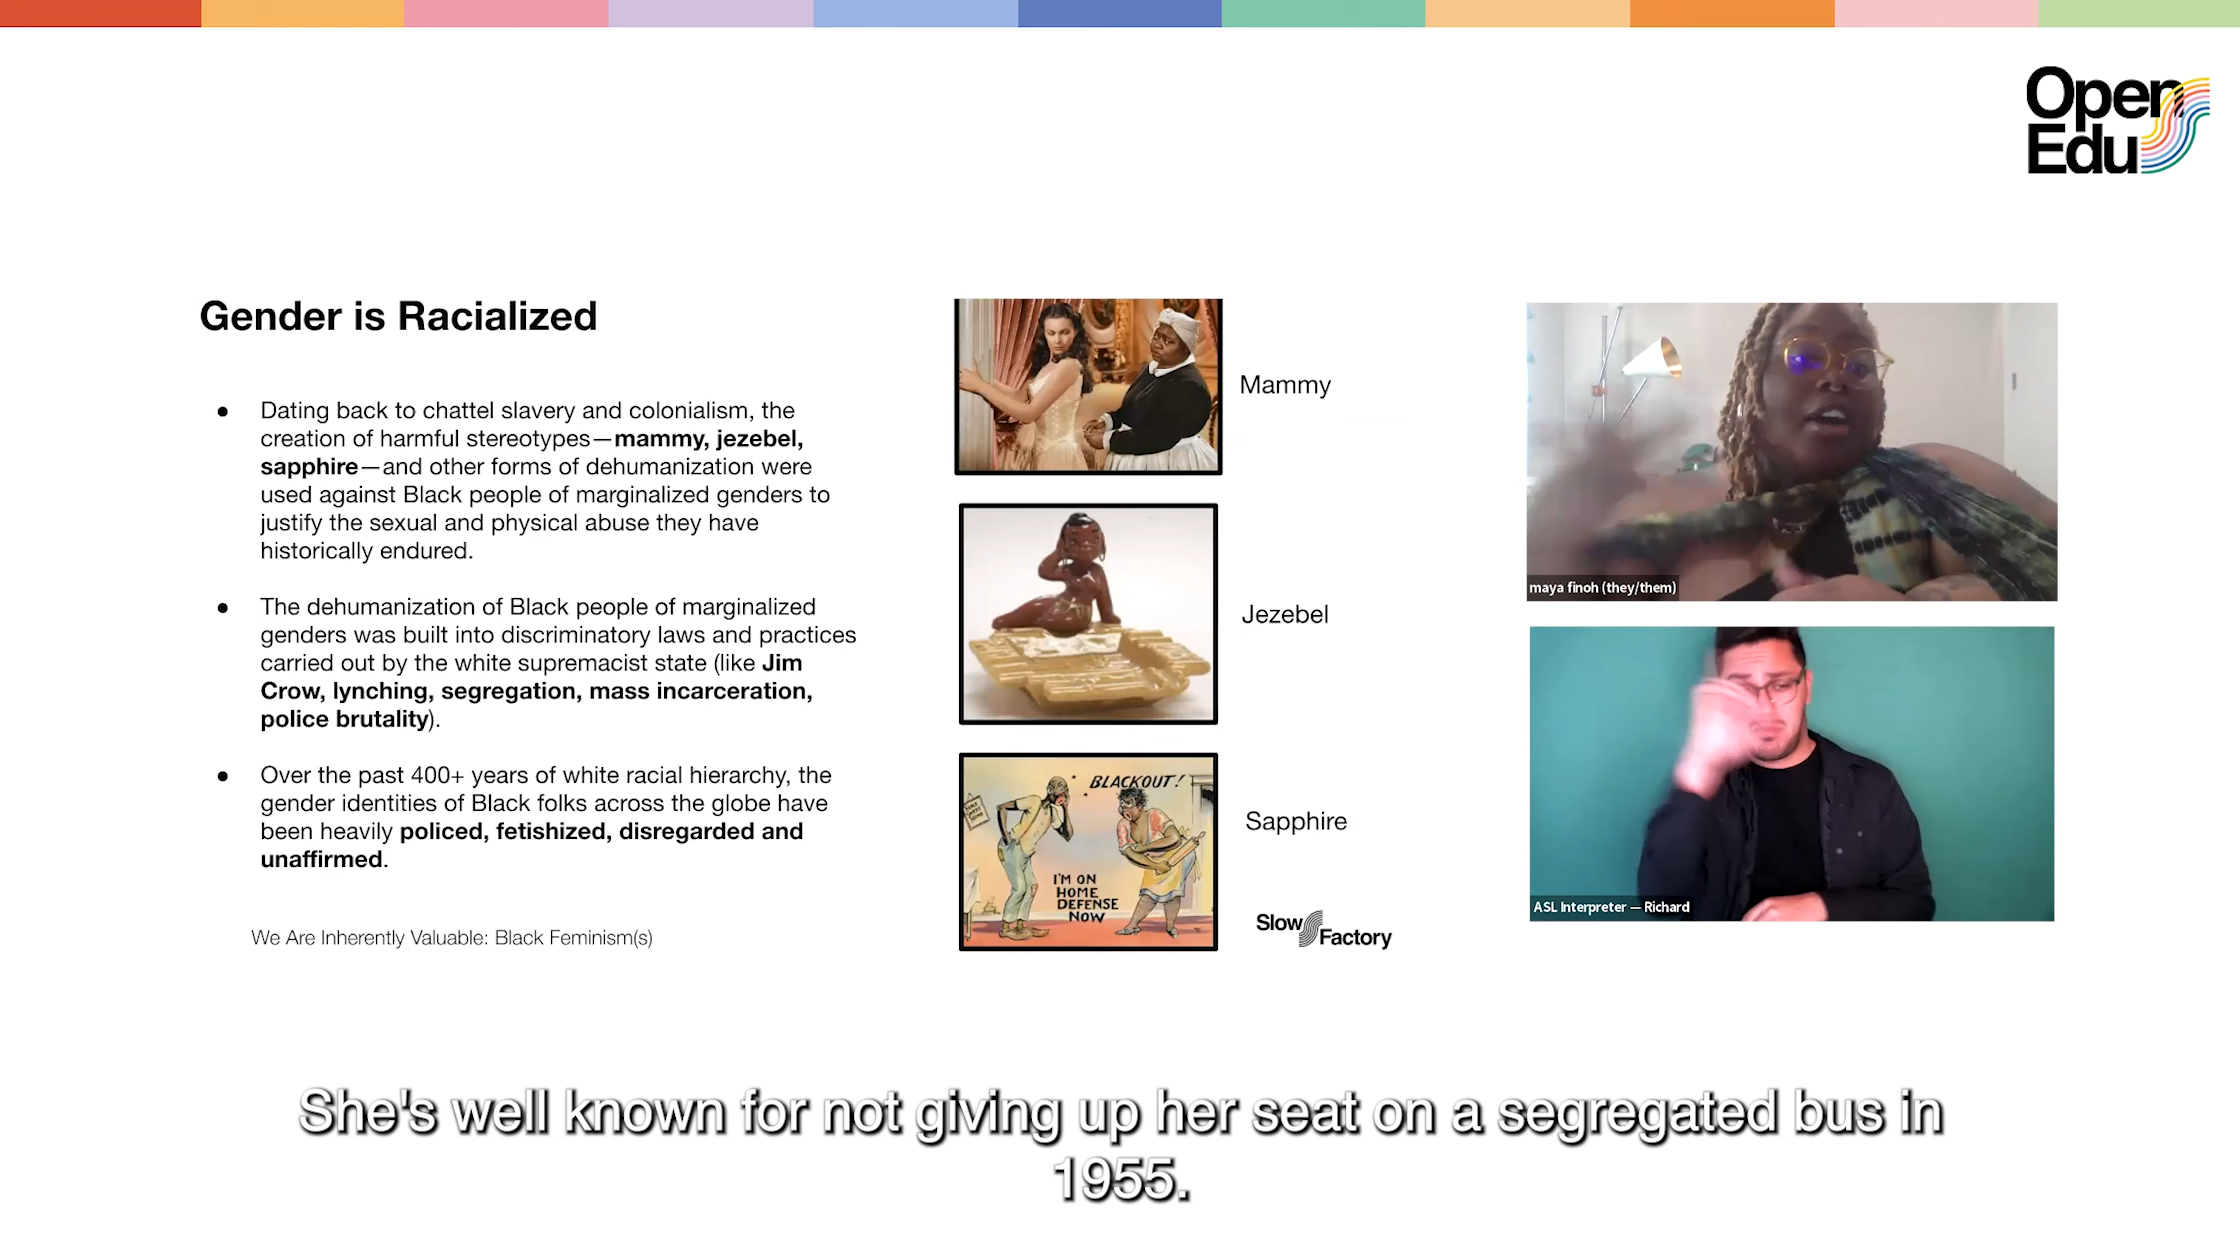 Open
Edu
Gender is Racialized
● Dating back to chattel slavery and colonialism, the
creation of harmful stereotypes—mammy, jezebel,
sapphire—and other forms of dehumanization were
used against Black people of marginalized genders to
justify the sexual and physical abuse they have
historically endured.
● The dehumanization of Black people of marginalized
genders was built into discriminatory laws and practices
carried out by the white supremacist state (like Jim
Crow, lynching, segregation, mass incarceration,
police brutality).
● Over the past 400+ years of white racial hierarchy, the
gender identities of Black folks across the globe have
been heavily policed, fetishized, disregarded and
unaffirmed.
We Are Inherently Valuable: Black Feminism(s)
Mammy
Jezebel
BLACKOUT!
I'M ON
HOME
DEFENSE
NOW
Sapphire
Slow
Factory
maya finoh (they/them)
ASL Interpreter — Richard
She's well known for not giving up her seat on a segregated bus in
1955.